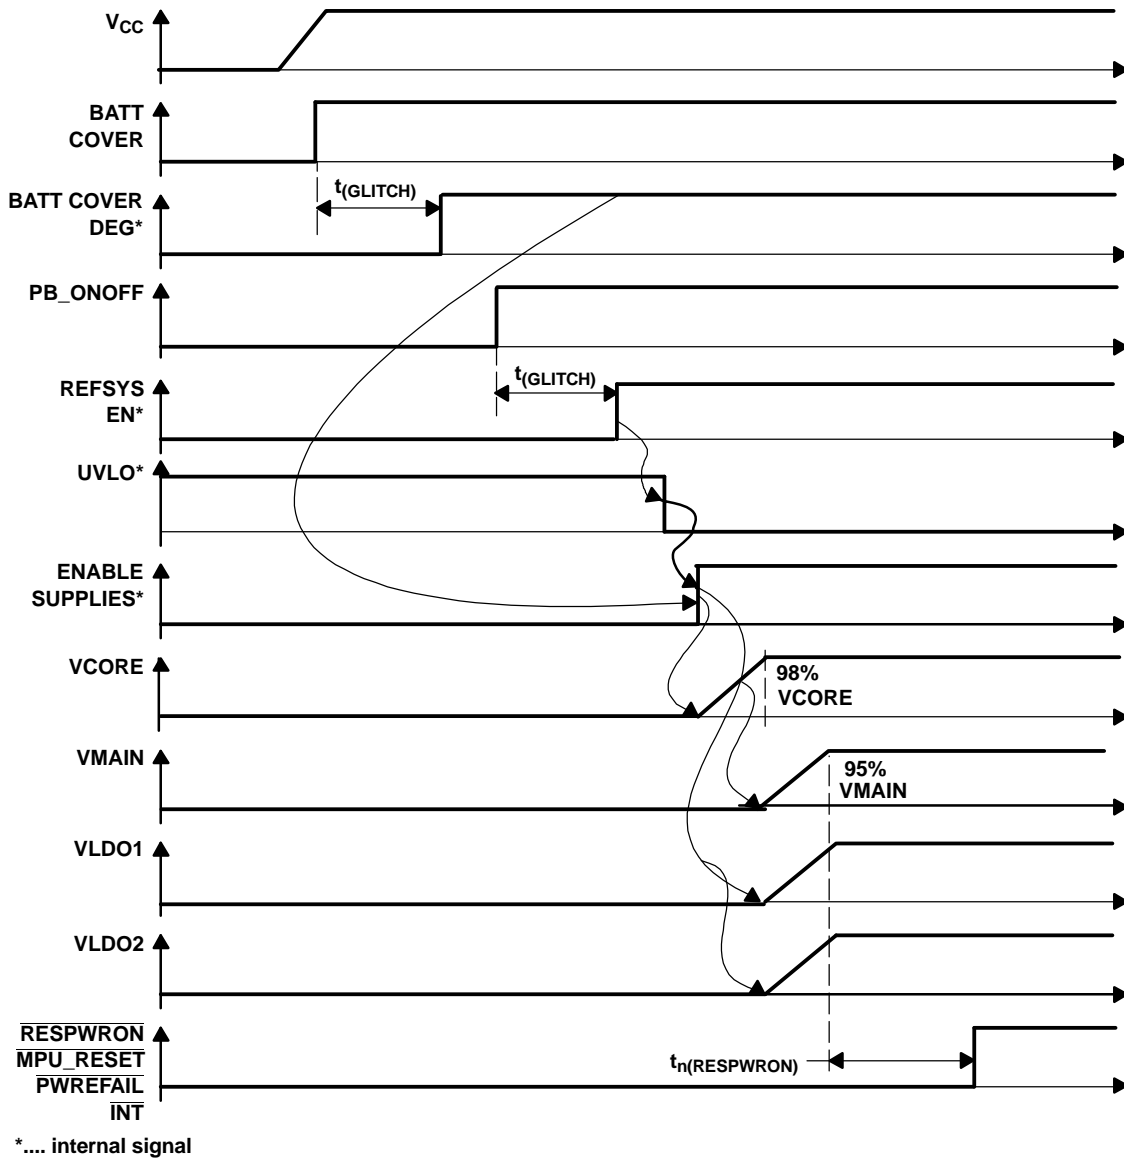 VCC
BATT
COVER
t(GLITCH)
BATT COVER
DEG*
PB_ONOFF
t(GLITCH)
REFSYS
EN*
UVLO*
ENABLE
SUPPLIES*
VCORE
98%
VCORE
VMAIN
95%
VMAIN
VLDO1
VLDO2
RESPWRON
MPU_RESET
PWREFAIL
INT
tn(RESPWRON)
*.... internal signal